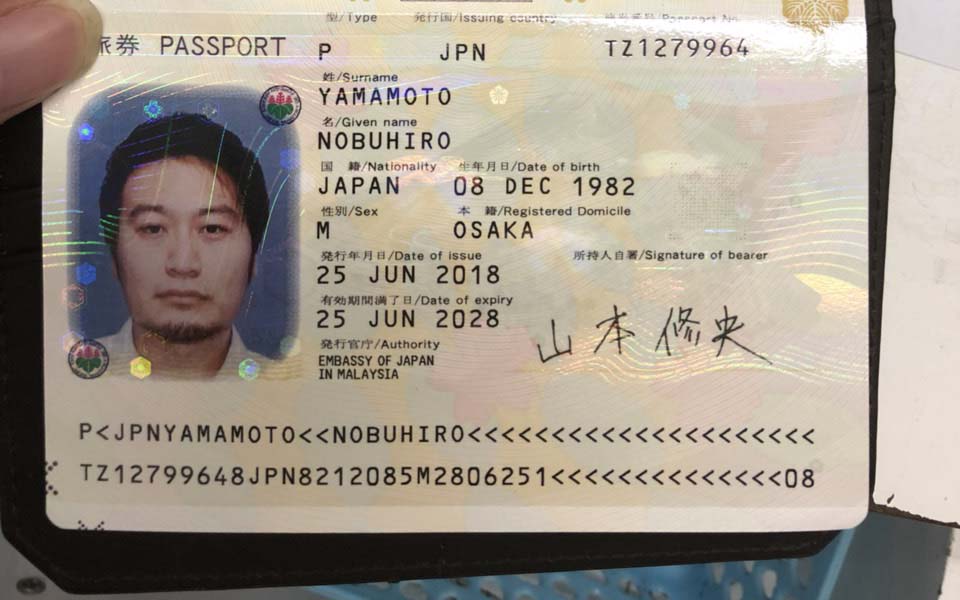 型/Type 発行国/Issuing country 旅券番号/Passport No.
旅券 PASSPORT P JPN TZ1279964
姓/Surname
YAMAMOTO
名/Given name
NOBUHIRO
国 籍/Nationality 生年月日/Date of birth
JAPAN 08 DEC 1982
性別/Sex 本 籍/Registered Domicile
M OSAKA
発行年月日/Date of issue 所持人自署/Signature of bearer
25 JUN 2018
有効期間満了日/Date of expiry
25 JUN 2028
山本修央
発行官庁/Authority
EMBASSY OF JAPAN
IN MALAYSIA
P<JPNYAMAMOTO<<NOBUHIRO<<<<<<<<<<<<<<<<<<<<<
TZ12799648JPN8212085M2806251<<<<<<<<<<<<<<08